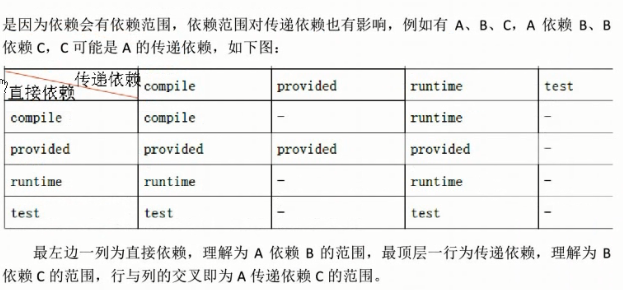 是因为依赖会有依赖范围，依赖范围对传递依赖也有影响，例如有 A、B、C，A 依赖 B、B
依赖 C，C 可能是 A 的传递依赖，如下图：
传递依赖
直接依赖 compile provided runtime test
compile compile - runtime -
provided provided provided provided -
runtime runtime - runtime -
test test - test -
最左边一列为直接依赖，理解为 A 依赖 B 的范围，最顶层一行为传递依赖，理解为 B
依赖 C 的范围，行与列的交叉即为 A 传递依赖 C 的范围。